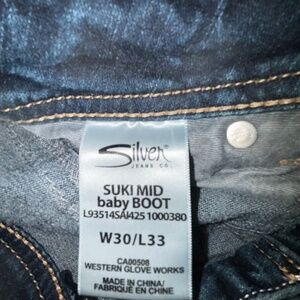 Silver
JEANS CO.
SUKI MID
baby BOOT
L93514SAI425 1000380
W30/L33
CA00508
WESTERN GLOVE WORKS
MADE IN CHINA/
FABRIQUÉ EN CHINE